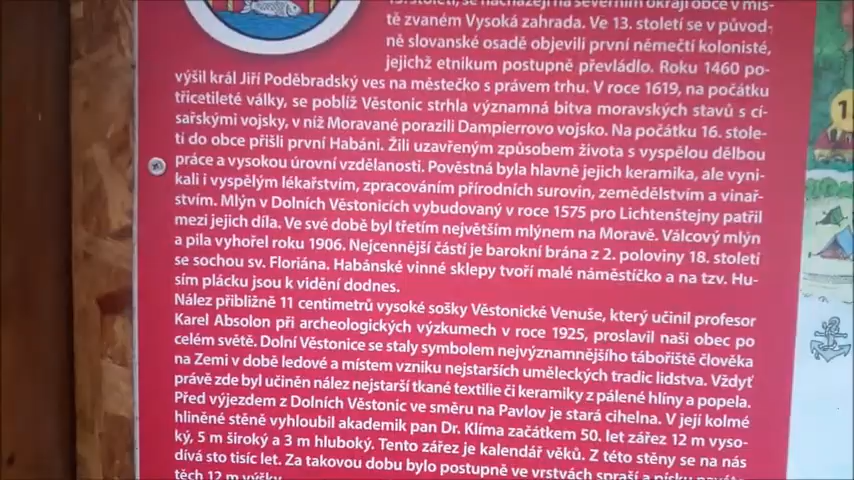 13. století, se nacházejí na severním okraji obce v mís-
tě zvaném Vysoká zahrada. Ve 13. století se v původ-
ně slovanské osadě objevili první němečtí kolonisté,
jejichž etnikum postupně převládlo. Roku 1460 po-
výšil král Jiří Poděbradský ves na městečko s právem trhu. V roce 1619, na počátku
třicetileté války, se poblíž Věstonic strhla významná bitva moravských stavů s cí-
sařskými vojsky, v níž Moravané porazili Dampierrovo vojsko. Na počátku 16. stole-
tí do obce přišli první Habáni. Žili uzavřeným způsobem života s vyspělou dělbou
práce a vysokou úrovní vzdělanosti. Pověstná byla hlavně jejich keramika, ale vyni-
kali i vyspělým lékařstvím, zpracováním přírodních surovin, zemědělstvím a vinař-
stvím. Mlýn v Dolních Věstonicích vybudovaný v roce 1575 pro Lichtenštejny patřil
mezi jejich díla. Ve své době byl třetím největším mlýnem na Moravě. Válcový mlýn
a pila vyhořel roku 1906. Nejcennější částí je barokní brána z 2. poloviny 18. století
se sochou sv. Floriána. Habánské vinné sklepy tvoří malé náměstíčko a na tzv. Hu-
sím plácku jsou k vidění dodnes.
Nález přibližně 11 centimetrů vysoké sošky Věstonické Venuše, který učinil profesor
Karel Absolon při archeologických výzkumech v roce 1925, proslavil naši obec po
celém světě. Dolní Věstonice se staly symbolem nejvýznamnějšího tábořiště člověka
na Zemi v době ledové a místem vzniku nejstarších uměleckých tradic lidstva. Vždyť
právě zde byl učiněn nález nejstarší tkané textilie či keramiky z pálené hlíny a popela.
Před výjezdem z Dolních Věstonic ve směru na Pavlov je stará cihelna. V její kolmé
hliněné stěně vyhloubil akademik pan Dr. Klíma začátkem 50. let zářez 12 m vyso-
ký, 5 m široký a 3 m hluboký. Tento zářez je kalendář věků. Z této stěny se na nás
dívá sto tisíc let. Za takovou dobu bylo postupně ve vrstvách spraší a písku navá
těch 12 m výšky.
1